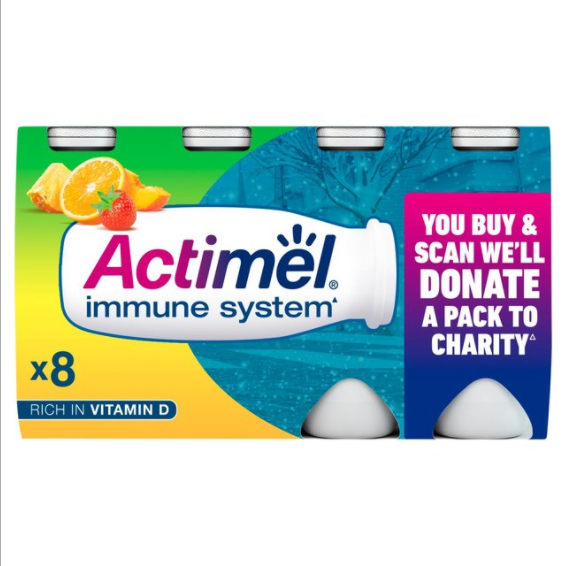 Actimel®
immune system▵
x8
RICH IN VITAMIN D
YOU BUY &
SCAN WE'LL
DONATE
A PACK TO
CHARITY△